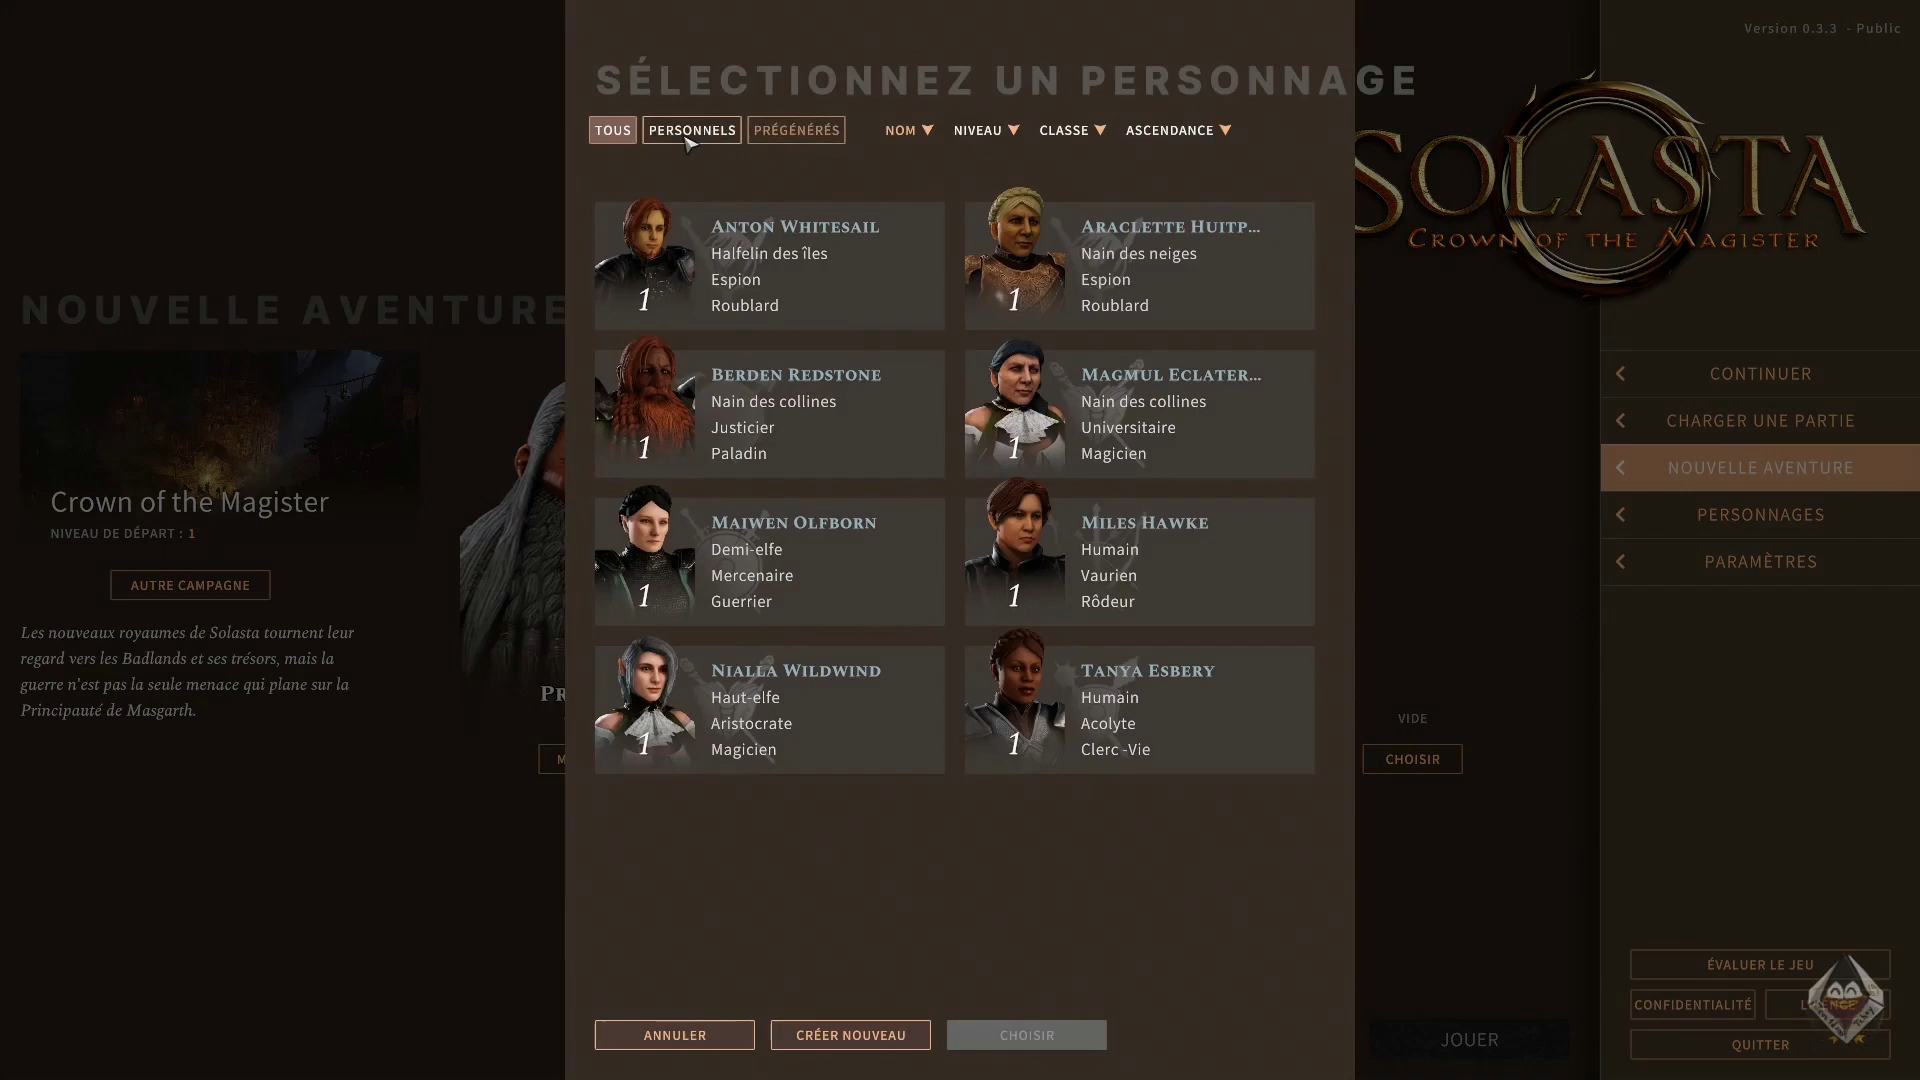 Version 0.3.3 - Public
SÉLECTIONNEZ UN PERSONNAGE
TOUS PERSONNELS PRÉGÉNÉRÉS NOM NIVEAU CLASSE ASCENDANCE
SOLASTA
CROWN OF THE MAGISTER
ANTON WHITESAIL
Halfelin des îles
Espion
Roublard
1
ARACLETTE HUITP...
Nain des neiges
Espion
Roublard
1
BERDEN REDSTONE
Nain des collines
Justicier
Paladin
1
MAGMUL ECLATER...
Nain des collines
Universitaire
Magicien
1
MAIWEN OLFBORN
Demi-elfe
Mercenaire
Guerrier
1
MILES HAWKE
Humain
Vaurien
Rôdeur
1
NIALLA WILDWIND
Haut-elfe
Aristocrate
Magicien
1
TANYA ESBERY
Humain
Acolyte
Clerc -Vie
1
ANNULER CRÉER NOUVEAU CHOISIR
NOUVELLE AVENTURE
Crown of the Magister
NIVEAU DE DÉPART : 1
AUTRE CAMPAGNE
Les nouveaux royaumes de Solasta tournent leur
regard vers les Badlands et ses trésors, mais la
guerre n'est pas la seule menace qui plane sur la
Principauté de Masgarth.
VIDE
CHOISIR
JOUER
CONTINUER
CHARGER UNE PARTIE
NOUVELLE AVENTURE
PERSONNAGES
PARAMÈTRES
ÉVALUER LE JEU
CONFIDENTIALITÉ
QUITTER